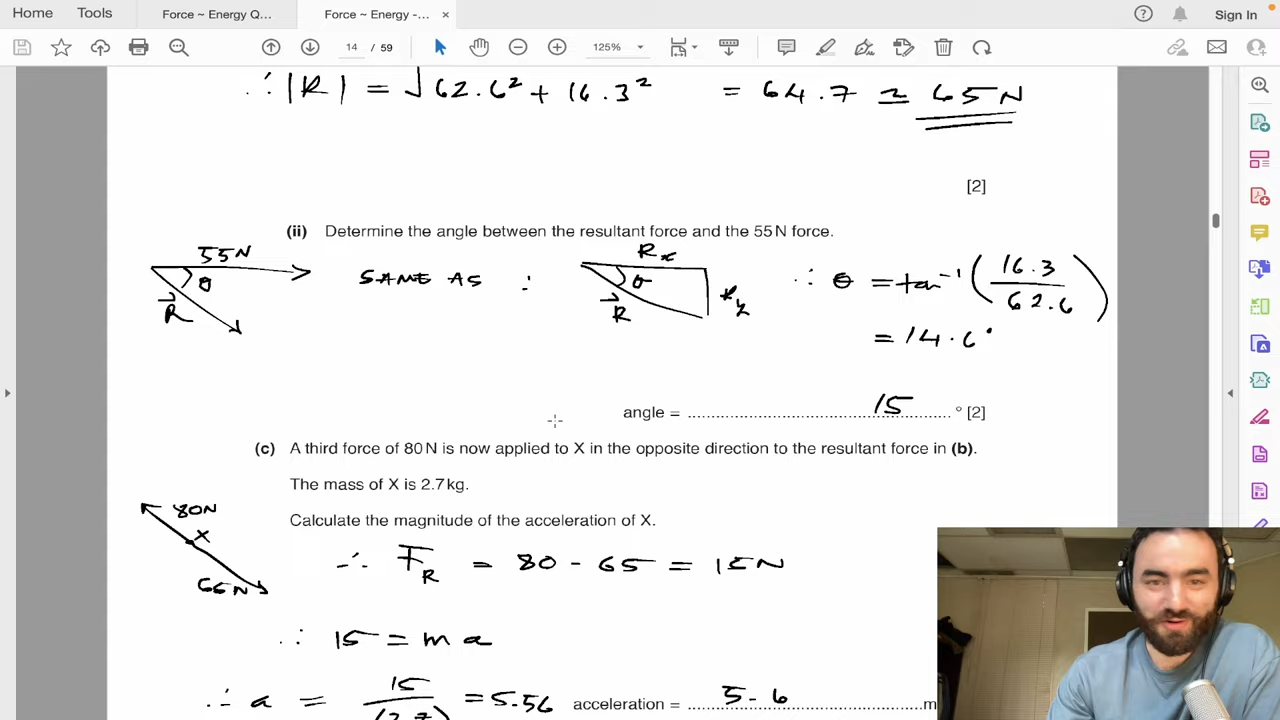 Home Tools Force ~ Energy Q... Force ~ Energy -... × Sign In
14 / 59 125%
∴ |R| = √62.6² + 16.3² = 64.7 ≃ 65N
[2]
(ii) Determine the angle between the resultant force and the 55 N force.
55N
θ
R
SAME AS :
Rx
θ
R
∴ θ = tan⁻¹ (16.3 / 62.6)
= 14.6°
angle = 15 ° [2]
(c) A third force of 80 N is now applied to X in the opposite direction to the resultant force in (b).
The mass of X is 2.7 kg.
Calculate the magnitude of the acceleration of X.
80N
X
65N
∴ F_R = 80 - 65 = 15N
∴ 15 = ma
∴ a = 15 / (2.7) = 5.56 acceleration = 5.6 m